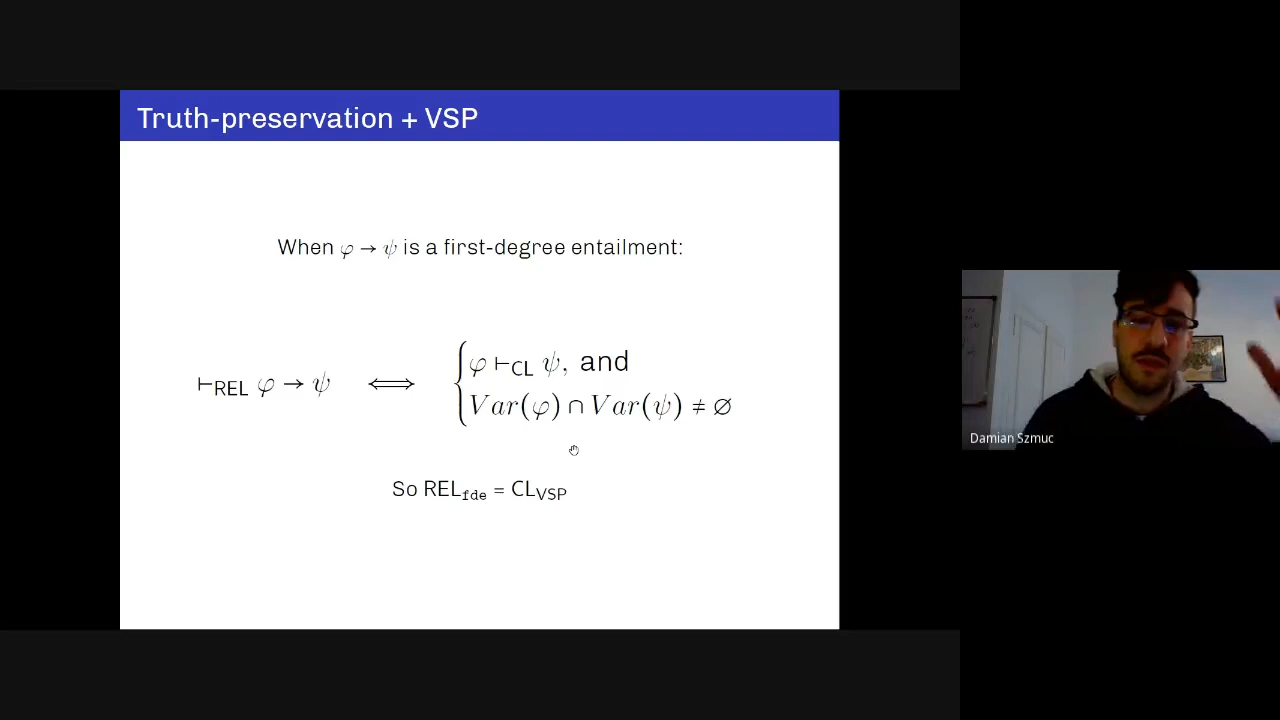 Truth-preservation + VSP
When φ → ψ is a first-degree entailment:
⊢REL φ → ψ ⟺ { φ ⊢CL ψ, and
Var(φ) ∩ Var(ψ) ≠ ∅
So RELfde = CLVSP
Damian Szmuc